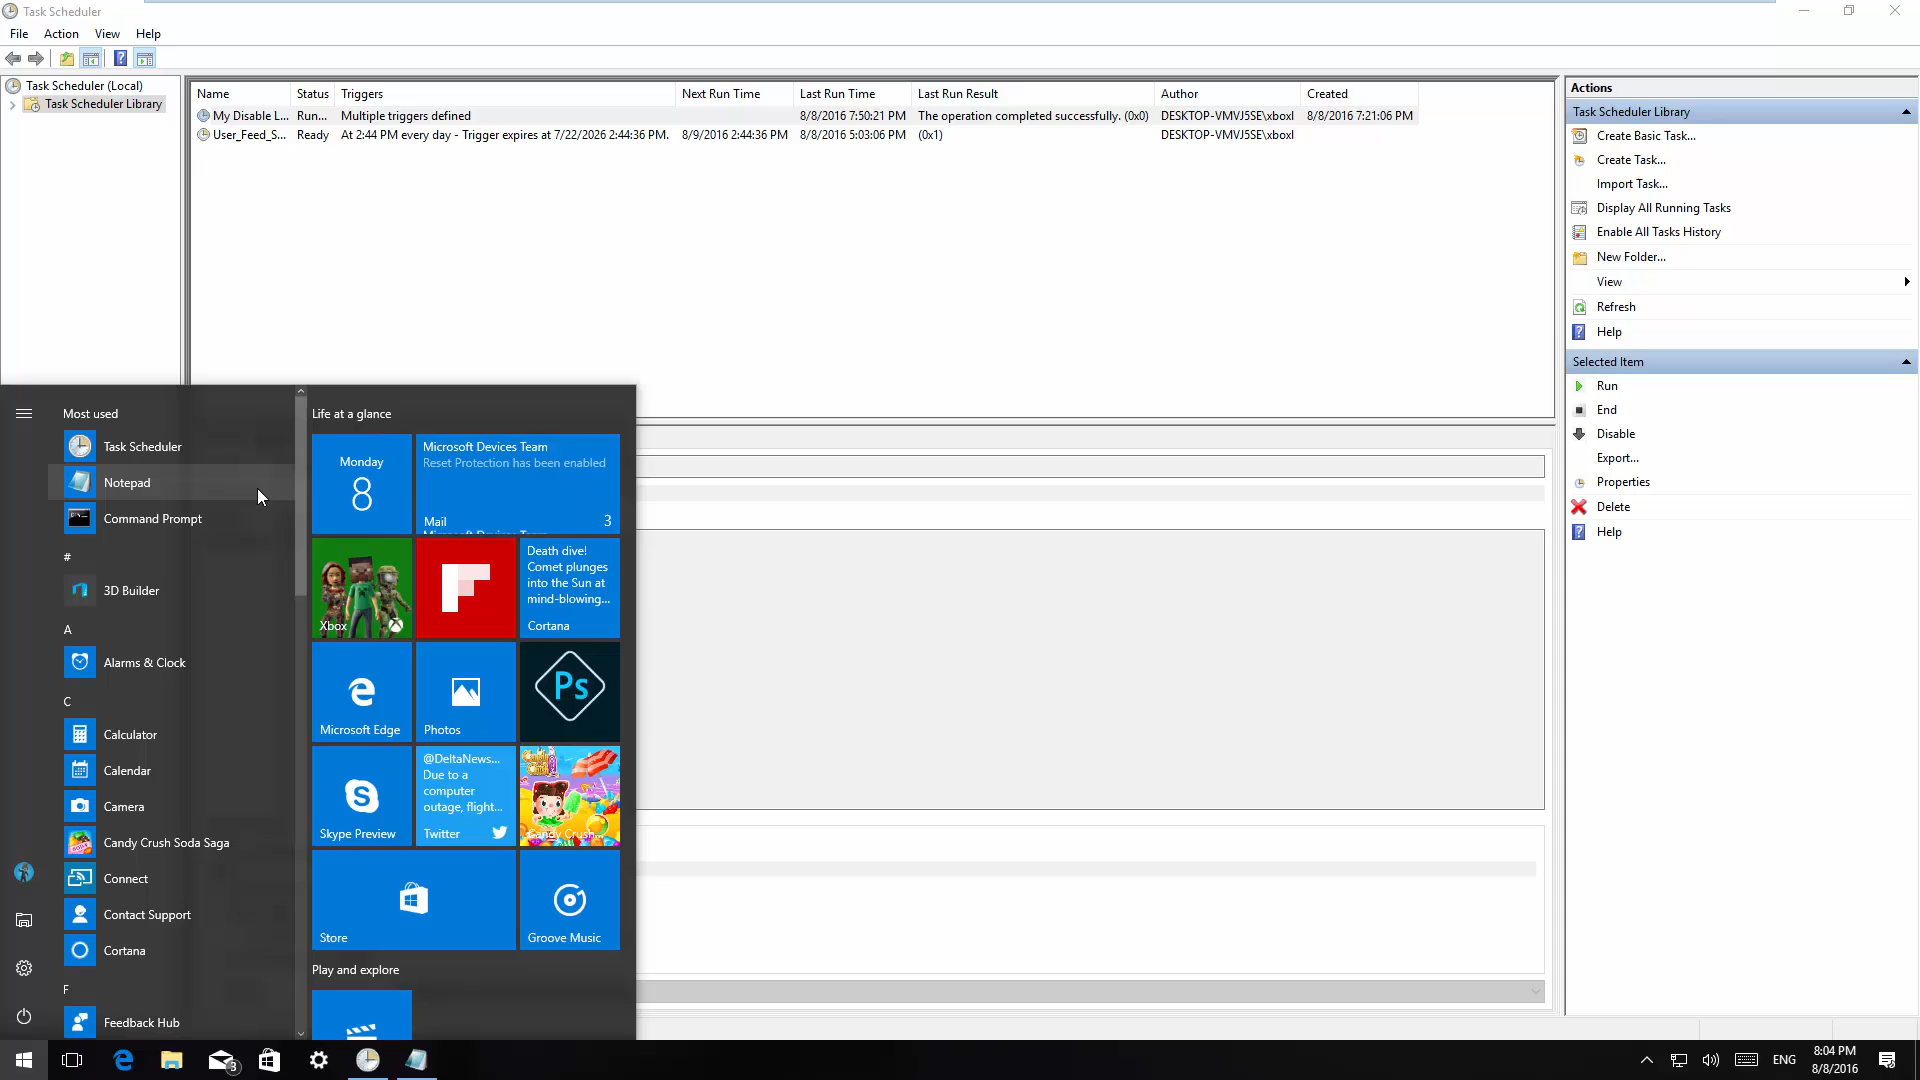 Task Scheduler
File Action View Help
Task Scheduler (Local)
Task Scheduler Library
Name Status Triggers Next Run Time Last Run Time Last Run Result Author Created
My Disable L... Run... Multiple triggers defined 8/8/2016 7:50:21 PM The operation completed successfully. (0x0) DESKTOP-VMVJ5SE\xboxl 8/8/2016 7:21:06 PM
User_Feed_S... Ready At 2:44 PM every day - Trigger expires at 7/22/2026 2:44:36 PM. 8/9/2016 2:44:36 PM 8/8/2016 5:03:06 PM (0x1) DESKTOP-VMVJ5SE\xboxl
Actions
Task Scheduler Library
Create Basic Task...
Create Task...
Import Task...
Display All Running Tasks
Enable All Tasks History
New Folder...
View
Refresh
Help
Selected Item
Run
End
Disable
Export...
Properties
Delete
Help
Most used
Task Scheduler
Notepad
Command Prompt
#
3D Builder
A
Alarms & Clock
C
Calculator
Calendar
Camera
Candy Crush Soda Saga
Connect
Contact Support
Cortana
F
Feedback Hub
Life at a glance
Monday
8
Microsoft Devices Team
Reset Protection has been enabled
Mail 3
Microsoft Devices Team
Xbox
Death dive!
Comet plunges
into the Sun at
mind-blowing...
Cortana
Microsoft Edge
Photos
Ps
Skype Preview
@DeltaNews...
Due to a
computer
outage, flight...
Twitter
Candy Crush...
Store
Groove Music
Play and explore
3
ENG
8:04 PM
8/8/2016